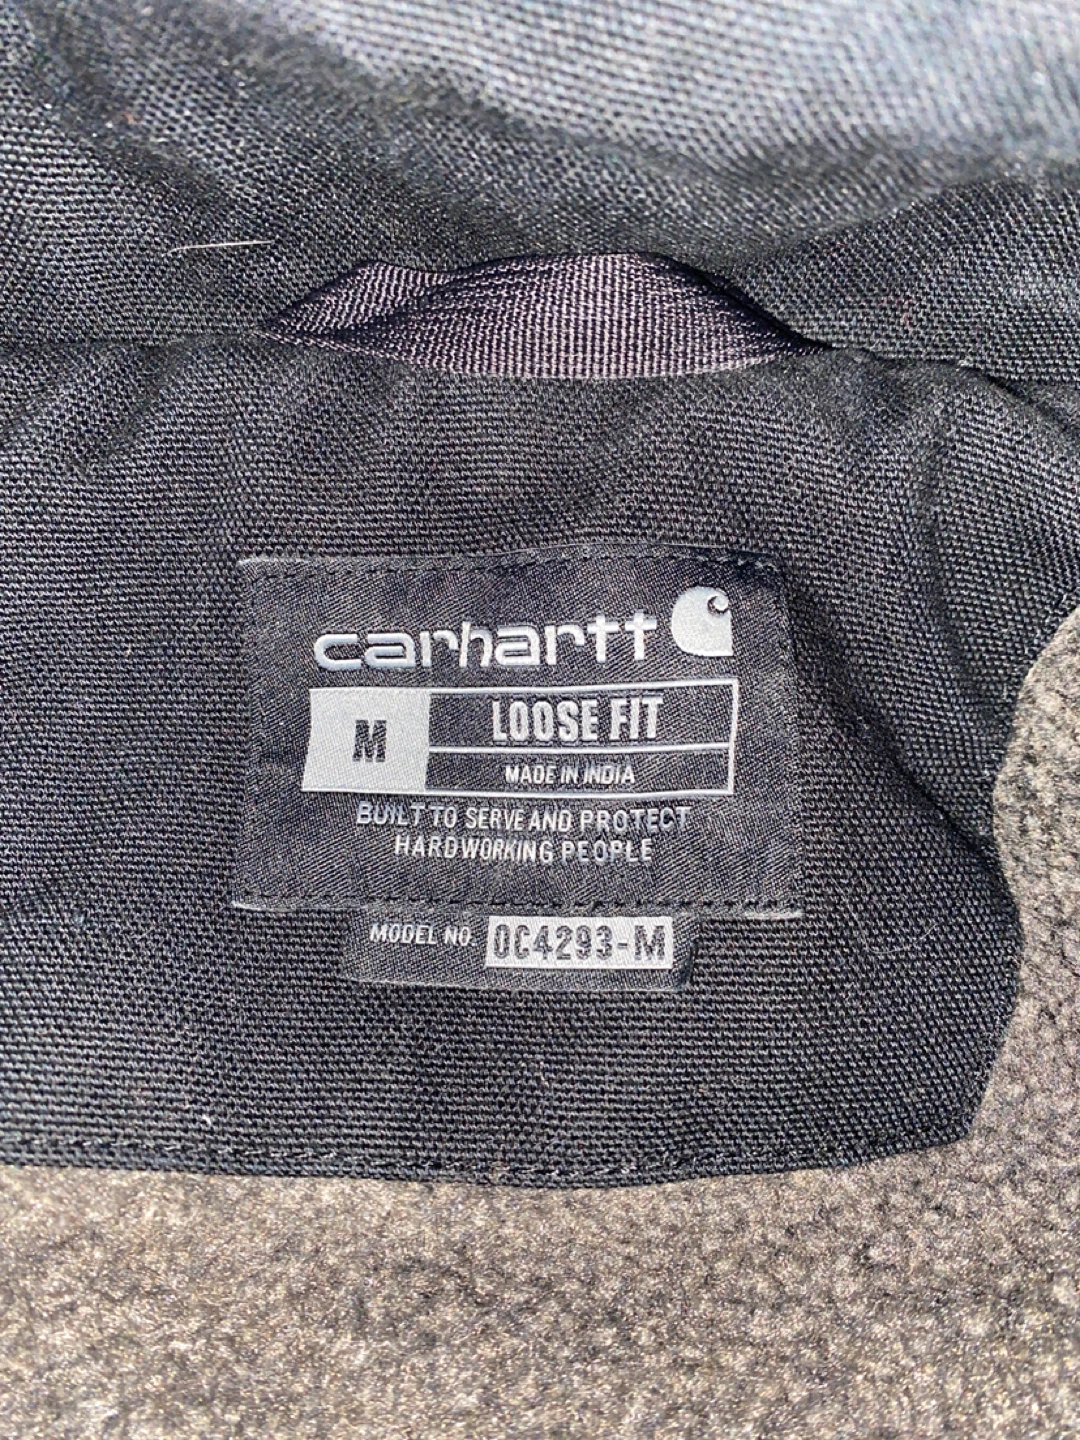 carhartt
M
LOOSE FIT
MADE IN INDIA
BUILT TO SERVE AND PROTECT
HARDWORKING PEOPLE
MODEL NO. OC4293-M